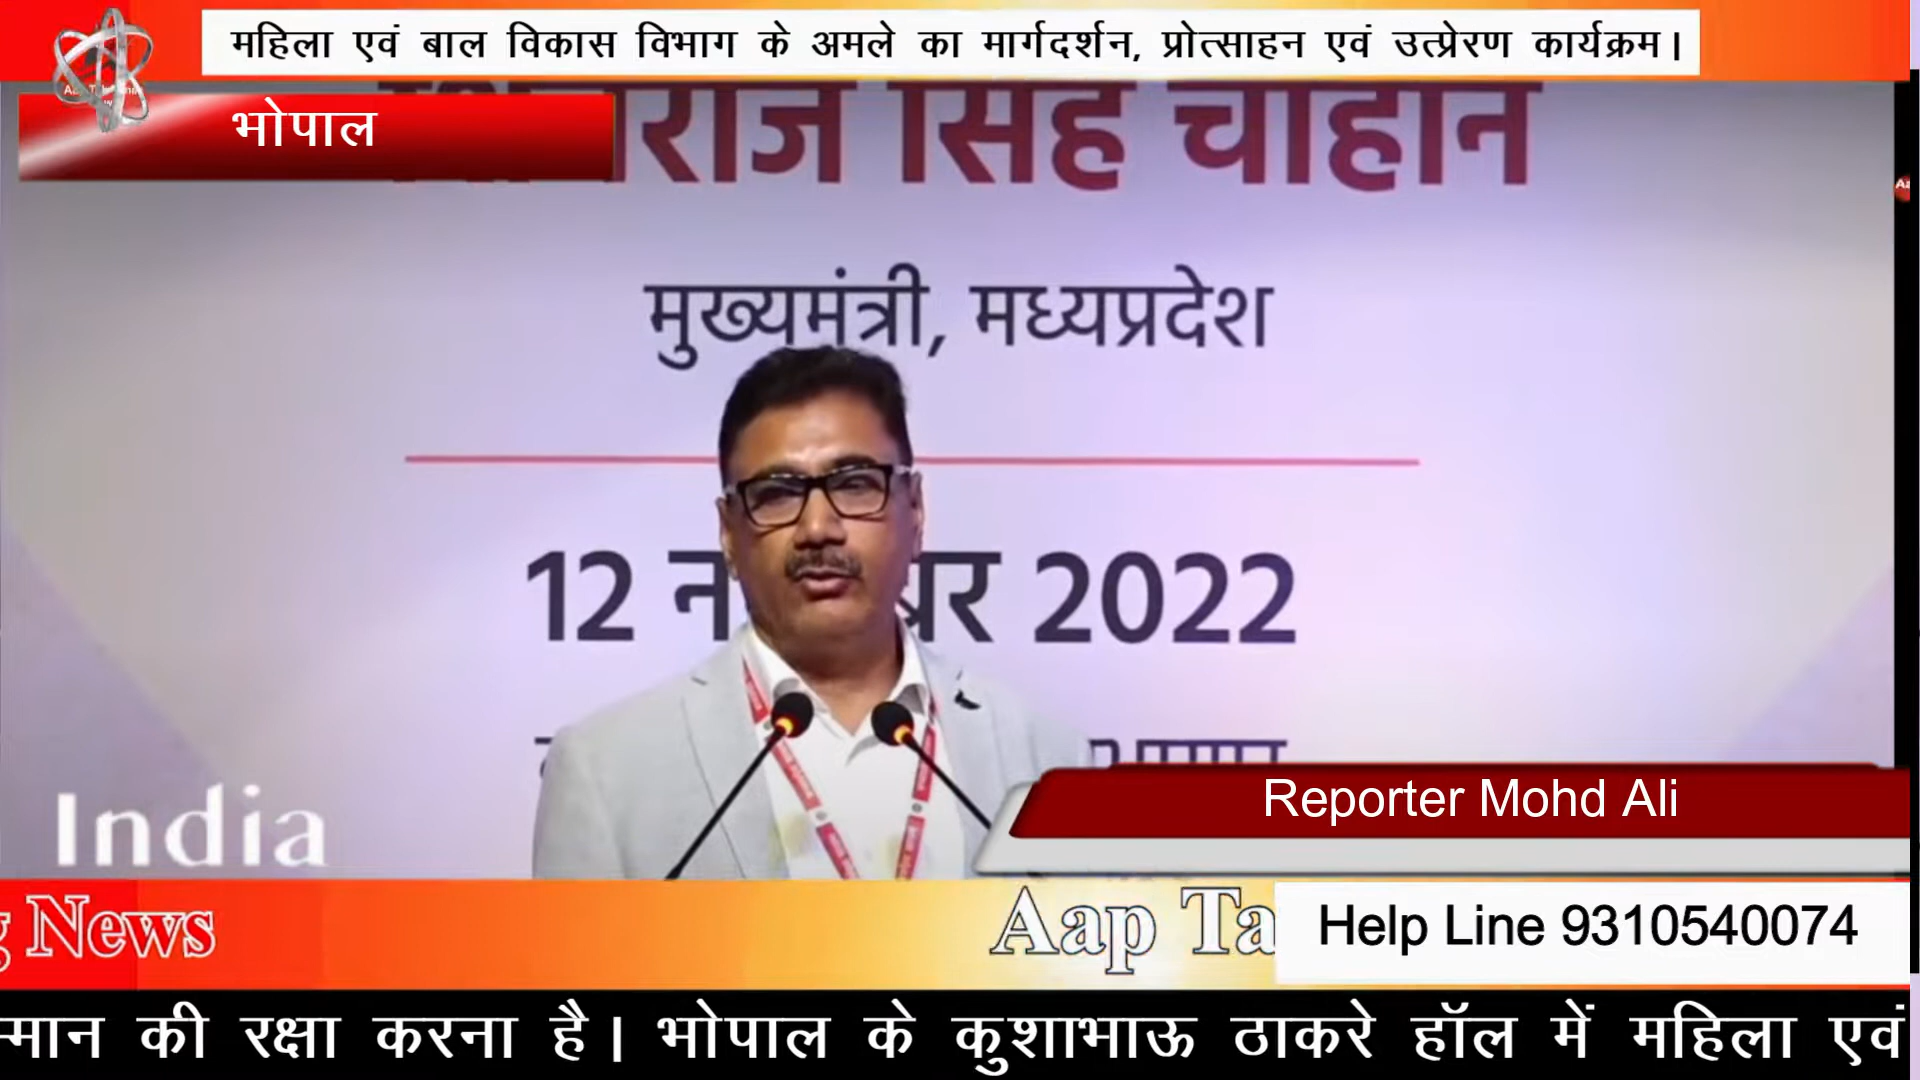 महिला एवं बाल विकास विभाग के अमले का मार्गदर्शन, प्रोत्साहन एवं उत्प्रेरण कार्यक्रम।
भोपाल
सिंह चौहान
मुख्यमंत्री, मध्यप्रदेश
12 2022
India
Reporter Mohd Ali
News
Aap
Help Line 9310540074
की रक्षा करना है। भोपाल के कुशाभाऊ ठाकरे हॉल में महिला एवं